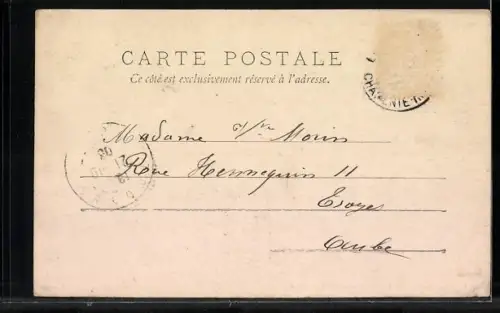 CARTE POSTALE
Ce côté est exclusivement réservé à l'adresse.
Madame Vve Morin
Rue Hennequin 11
Troyes
Aube